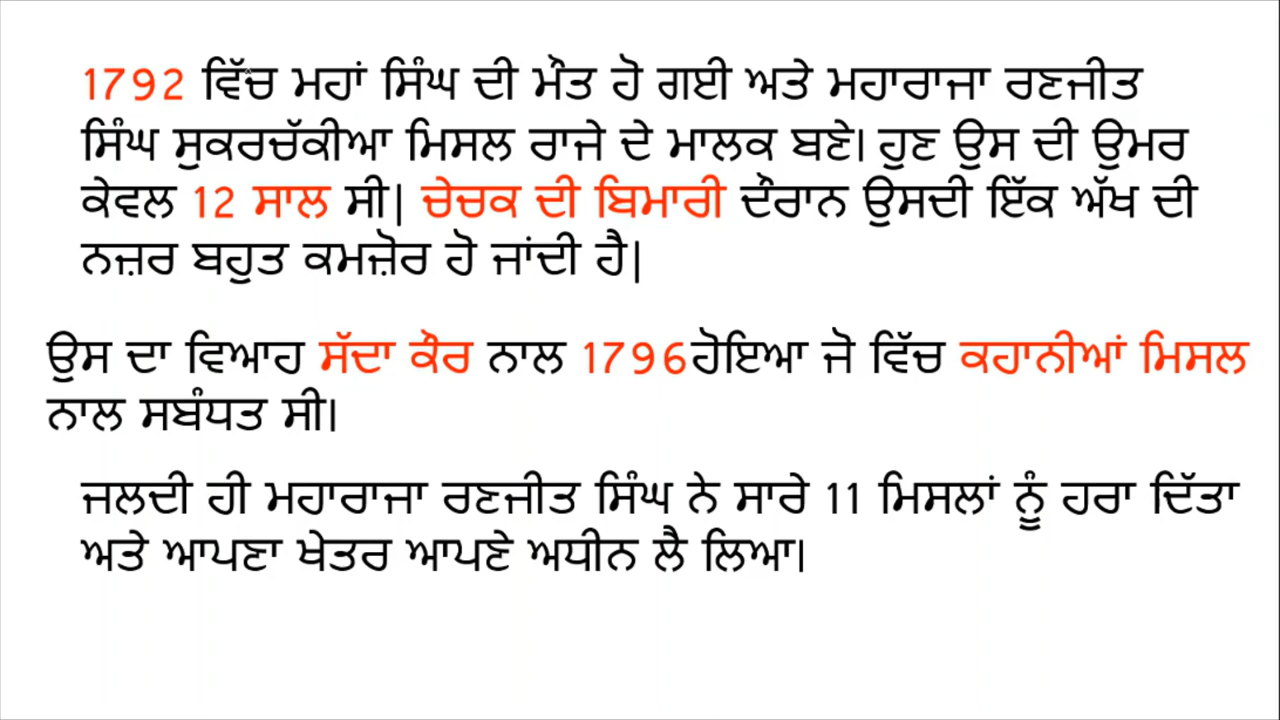 1792 ਵਿੱਚ ਮਹਾਂ ਸਿੰਘ ਦੀ ਮੌਤ ਹੋ ਗਈ ਅਤੇ ਮਹਾਰਾਜਾ ਰਣਜੀਤ
ਸਿੰਘ ਸੁਕਰਚੱਕੀਆ ਮਿਸਲ ਰਾਜੇ ਦੇ ਮਾਲਕ ਬਣੇ। ਹੁਣ ਉਸ ਦੀ ਉਮਰ
ਕੇਵਲ 12 ਸਾਲ ਸੀ| ਚੇਚਕ ਦੀ ਬਿਮਾਰੀ ਦੌਰਾਨ ਉਸਦੀ ਇੱਕ ਅੱਖ ਦੀ
ਨਜ਼ਰ ਬਹੁਤ ਕਮਜ਼ੋਰ ਹੋ ਜਾਂਦੀ ਹੈ|
ਉਸ ਦਾ ਵਿਆਹ ਸੱਦਾ ਕੌਰ ਨਾਲ 1796ਹੋਇਆ ਜੋ ਵਿੱਚ ਕਹਾਨੀਆਂ ਮਿਸਲ
ਨਾਲ ਸਬੰਧਤ ਸੀ।
ਜਲਦੀ ਹੀ ਮਹਾਰਾਜਾ ਰਣਜੀਤ ਸਿੰਘ ਨੇ ਸਾਰੇ 11 ਮਿਸਲਾਂ ਨੂੰ ਹਰਾ ਦਿੱਤਾ
ਅਤੇ ਆਪਣਾ ਖੇਤਰ ਆਪਣੇ ਅਧੀਨ ਲੈ ਲਿਆ।